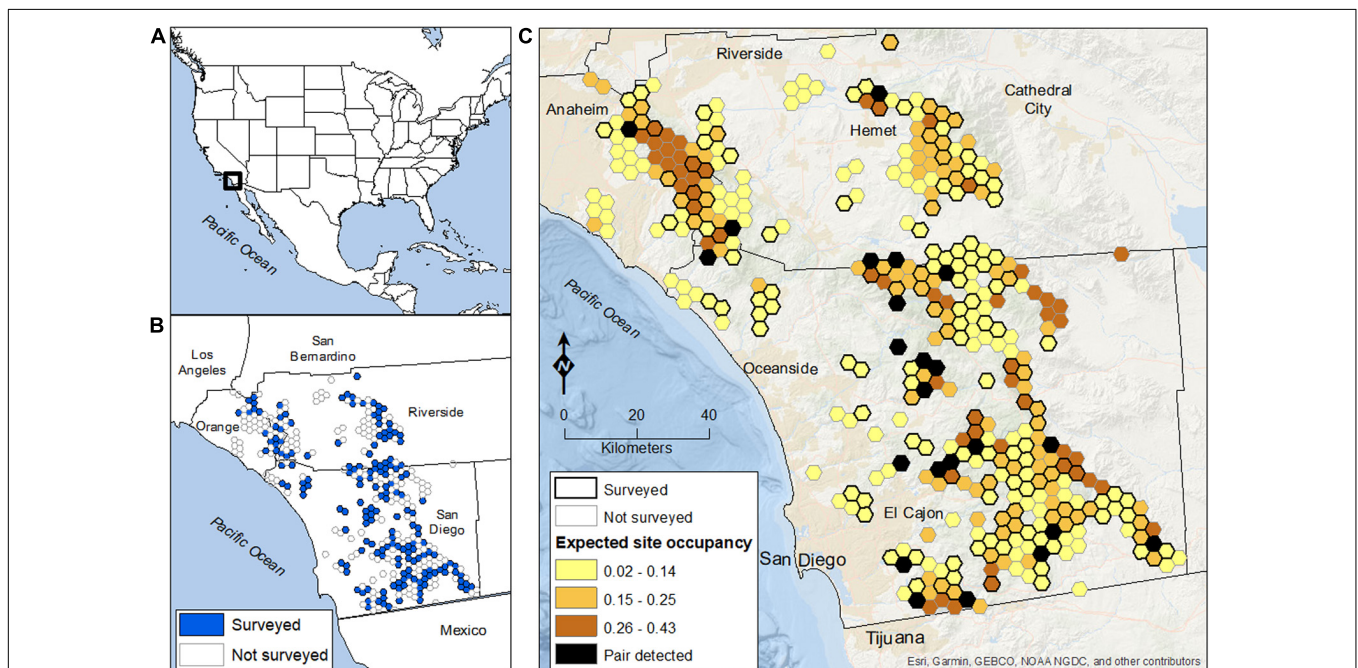 A
Pacific Ocean
B
Los
Angeles
San
Bernardino
Orange
Riverside
San
Diego
Pacific Ocean
Mexico
Surveyed
Not surveyed
C
Riverside
Anaheim
Cathedral
City
Hemet
Pacific Ocean
Oceanside
N
0 20 40
Kilometers
El Cajon
San Diego
Tijuana
Surveyed
Not surveyed
Expected site occupancy
0.02 - 0.14
0.15 - 0.25
0.26 - 0.43
Pair detected
Esri, Garmin, GEBCO, NOAA NGDC, and other contributors